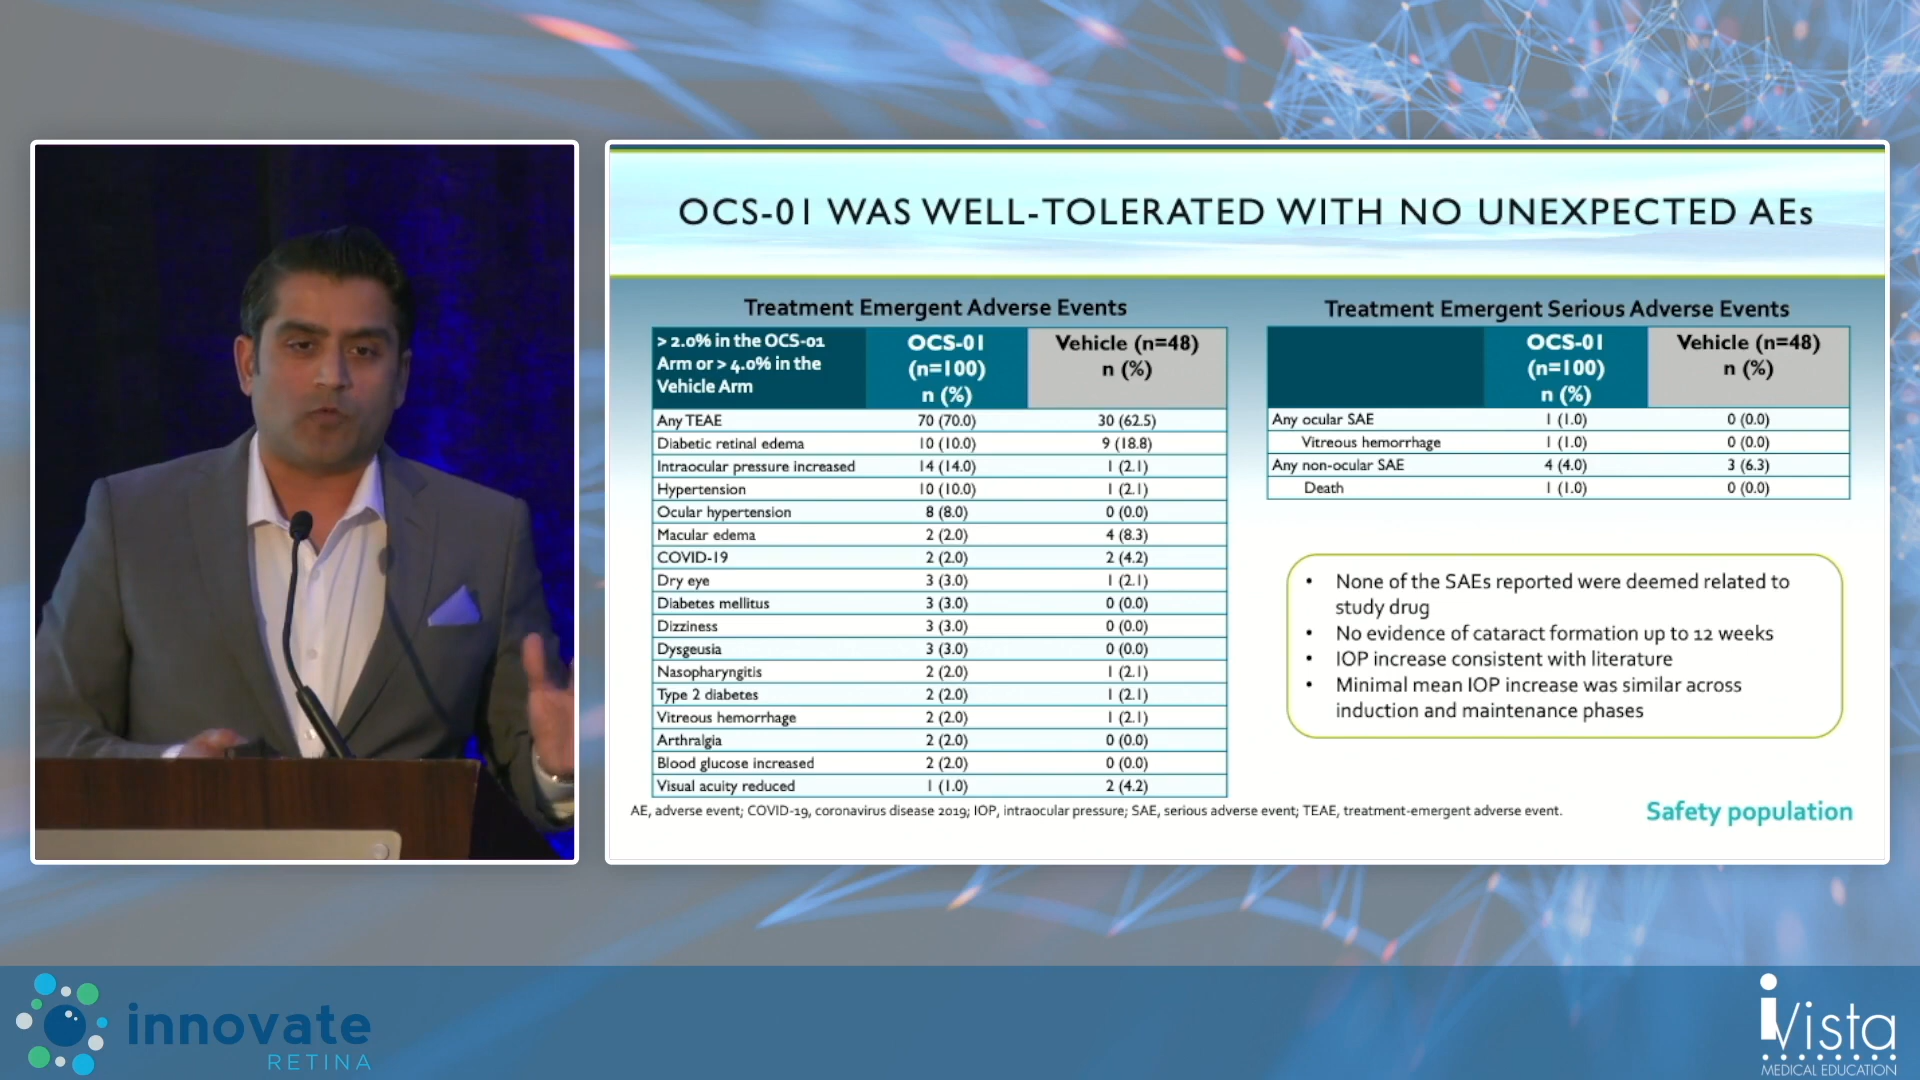 OCS-01 WAS WELL-TOLERATED WITH NO UNEXPECTED AEs
Treatment Emergent Adverse Events
> 2.0% in the OCS-01 Arm or > 4.0% in the Vehicle Arm OCS-01 (n=100) n (%) Vehicle (n=48) n (%)
Any TEAE 70 (70.0) 30 (62.5)
Diabetic retinal edema 10 (10.0) 9 (18.8)
Intraocular pressure increased 14 (14.0) 1 (2.1)
Hypertension 10 (10.0) 1 (2.1)
Ocular hypertension 8 (8.0) 0 (0.0)
Macular edema 2 (2.0) 4 (8.3)
COVID-19 2 (2.0) 2 (4.2)
Dry eye 3 (3.0) 1 (2.1)
Diabetes mellitus 3 (3.0) 0 (0.0)
Dizziness 3 (3.0) 0 (0.0)
Dysgeusia 3 (3.0) 0 (0.0)
Nasopharyngitis 2 (2.0) 1 (2.1)
Type 2 diabetes 2 (2.0) 1 (2.1)
Vitreous hemorrhage 2 (2.0) 1 (2.1)
Arthralgia 2 (2.0) 0 (0.0)
Blood glucose increased 2 (2.0) 0 (0.0)
Visual acuity reduced 1 (1.0) 2 (4.2)
Treatment Emergent Serious Adverse Events
OCS-01 (n=100) n (%) Vehicle (n=48) n (%)
Any ocular SAE 1 (1.0) 0 (0.0)
Vitreous hemorrhage 1 (1.0) 0 (0.0)
Any non-ocular SAE 4 (4.0) 3 (6.3)
Death 1 (1.0) 0 (0.0)
• None of the SAEs reported were deemed related to
study drug
• No evidence of cataract formation up to 12 weeks
• IOP increase consistent with literature
• Minimal mean IOP increase was similar across
induction and maintenance phases
AE, adverse event; COVID-19, coronavirus disease 2019; IOP, intraocular pressure; SAE, serious adverse event; TEAE, treatment-emergent adverse event.
Safety population
innovate
RETINA
iVista
MEDICAL EDUCATION